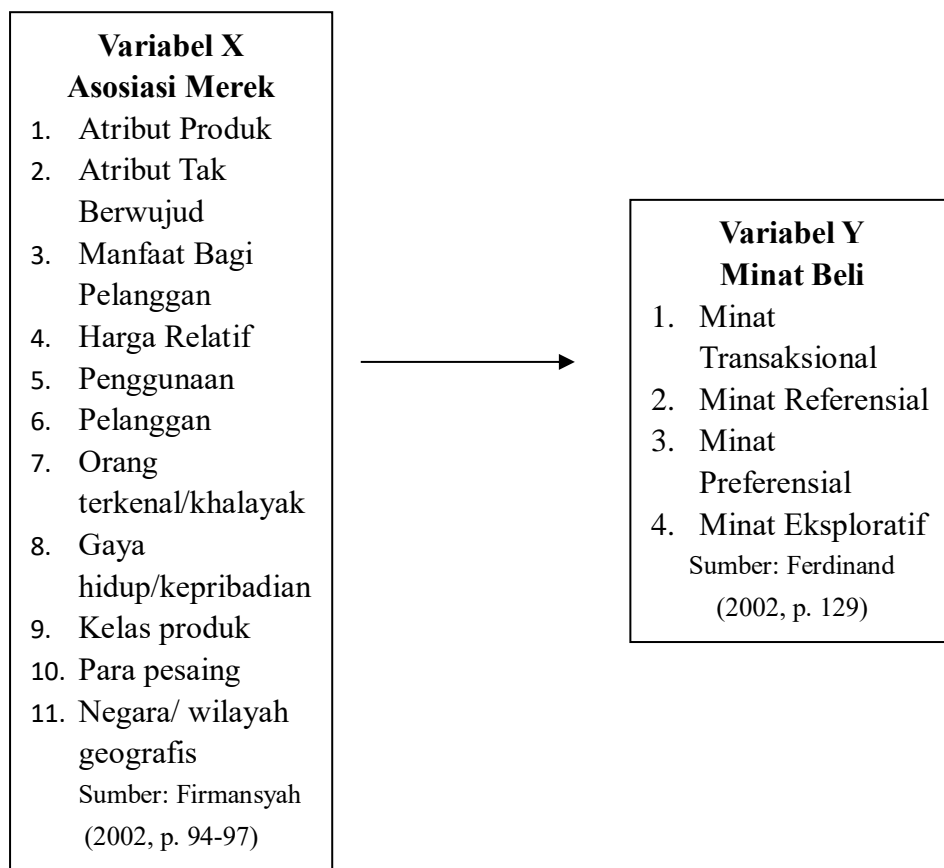 Variabel X
Asosiasi Merek
1. Atribut Produk
2. Atribut Tak
Berwujud
3. Manfaat Bagi
Pelanggan
4. Harga Relatif
5. Penggunaan
6. Pelanggan
7. Orang
terkenal/khalayak
8. Gaya
hidup/kepribadian
9. Kelas produk
10. Para pesaing
11. Negara/ wilayah
geografis
Sumber: Firmansyah
(2002, p. 94-97)
Variabel Y
Minat Beli
1. Minat
Transaksional
2. Minat Referensial
3. Minat
Preferensial
4. Minat Eksploratif
Sumber: Ferdinand
(2002, p. 129)